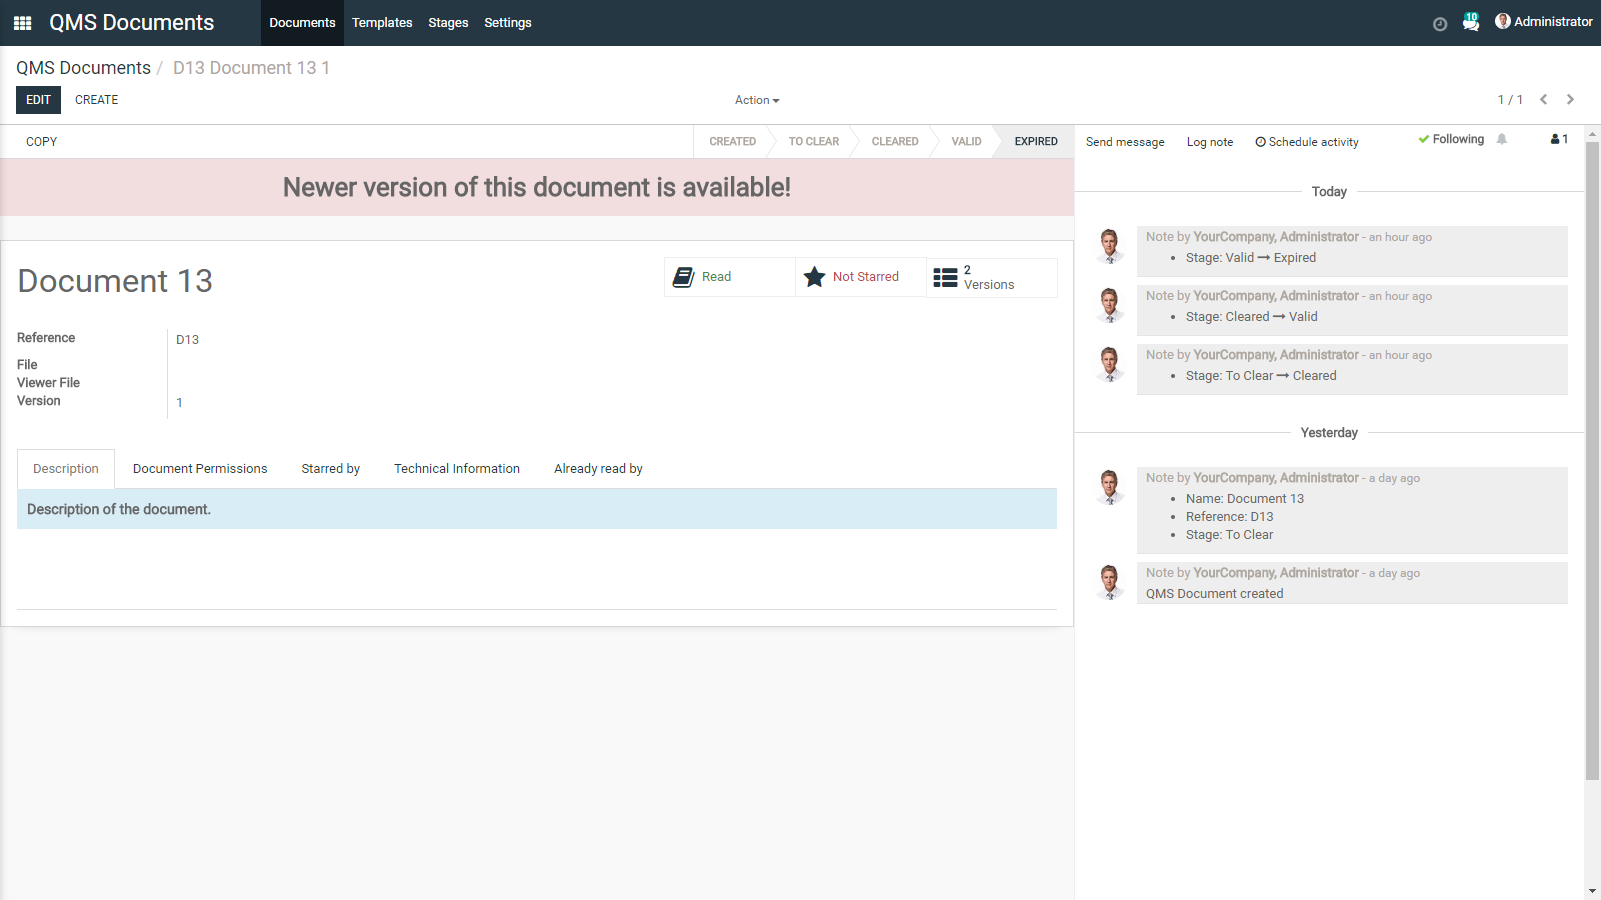 QMS Documents Documents Templates Stages Settings 10 Administrator
QMS Documents / D13 Document 13 1
EDIT CREATE Action 1 / 1
COPY CREATED TO CLEAR CLEARED VALID EXPIRED
Newer version of this document is available!
Document 13
Read Not Starred 2 Versions
Reference D13
File
Viewer File
Version 1
Description Document Permissions Starred by Technical Information Already read by
Description of the document.
Send message Log note Schedule activity Following 1
Today
Note by YourCompany, Administrator - an hour ago
• Stage: Valid → Expired
Note by YourCompany, Administrator - an hour ago
• Stage: Cleared → Valid
Note by YourCompany, Administrator - an hour ago
• Stage: To Clear → Cleared
Yesterday
Note by YourCompany, Administrator - a day ago
• Name: Document 13
• Reference: D13
• Stage: To Clear
Note by YourCompany, Administrator - a day ago
QMS Document created